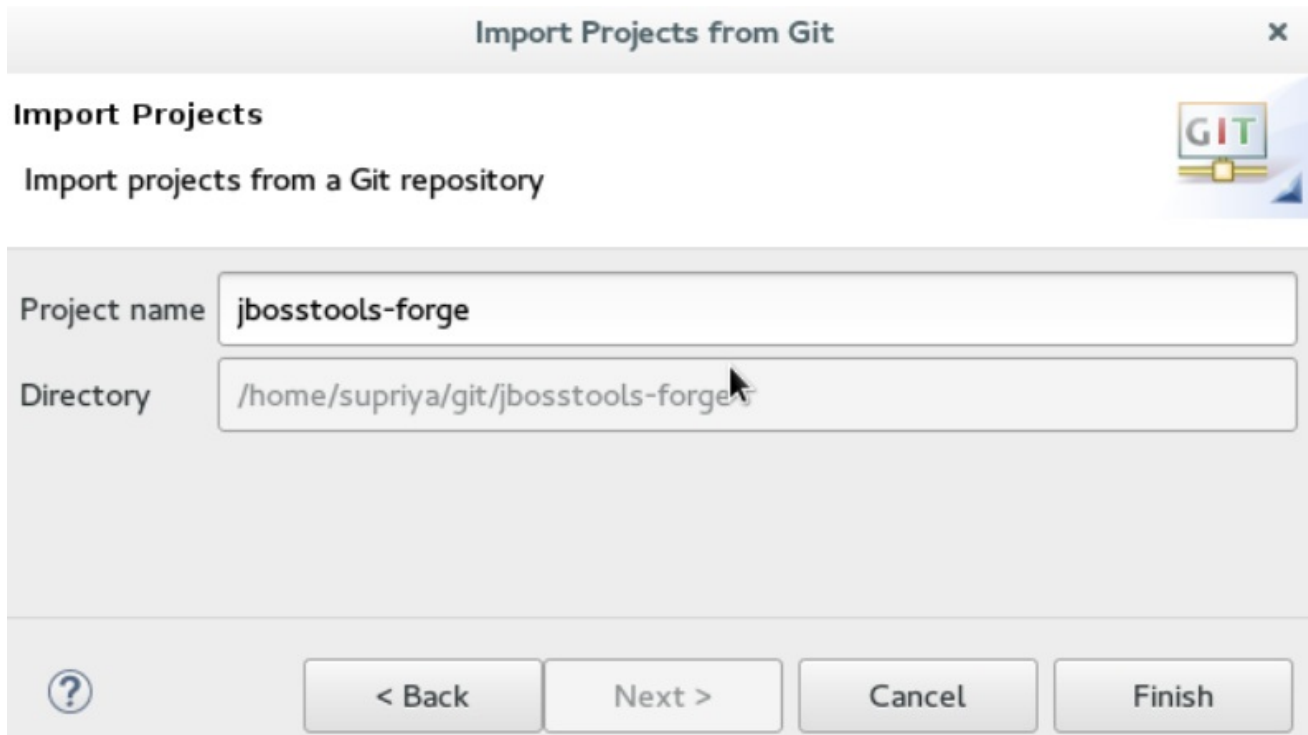 Import Projects from Git ×
Import Projects
GIT
Import projects from a Git repository
Project name jbosstools-forge
Directory /home/supriya/git/jbosstools-forge
? < Back Next > Cancel Finish